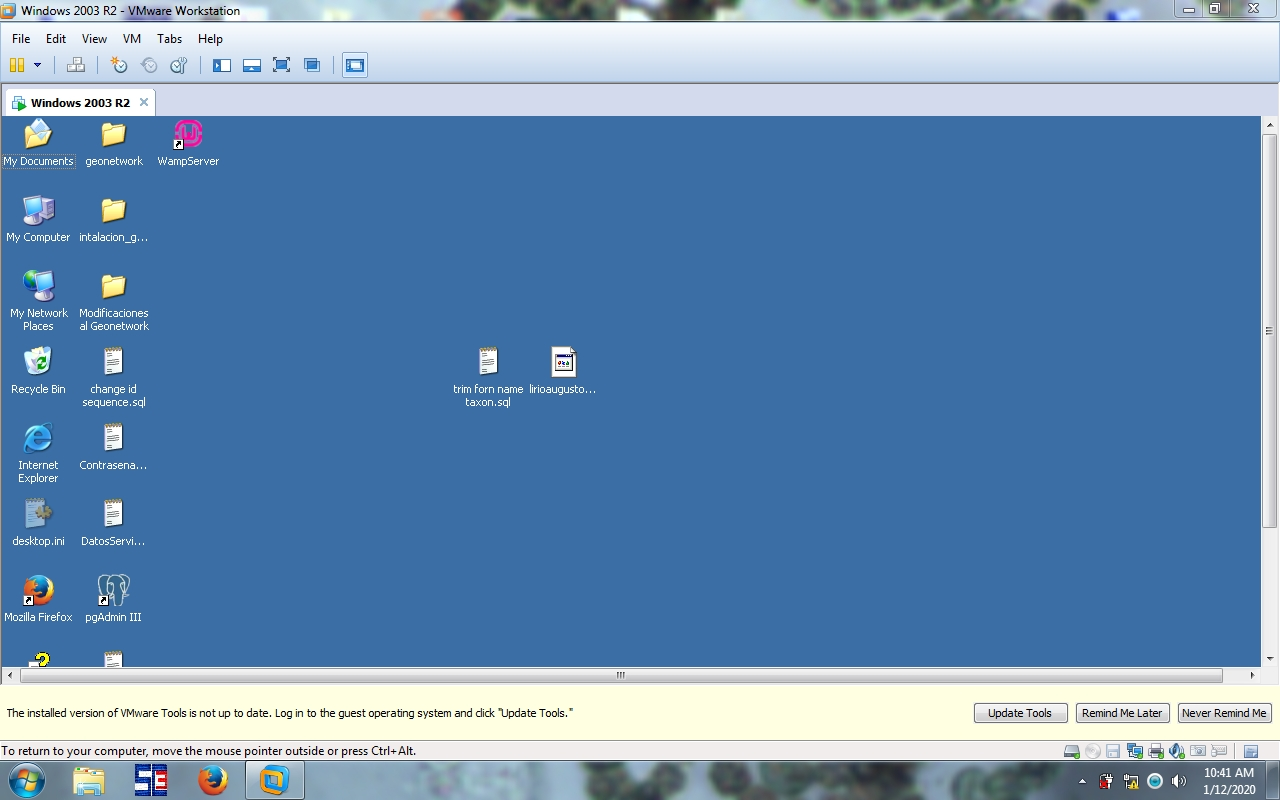 Windows 2003 R2 - VMware Workstation
File Edit View VM Tabs Help
Windows 2003 R2
My Documents
geonetwork
WampServer
My Computer
intalacion_g...
My Network
Places
Modificaciones
al Geonetwork
Recycle Bin
change id
sequence.sql
trim forn name
taxon.sql
lirioaugusto...
Internet
Explorer
Contrasena...
desktop.ini
DatosServi...
Mozilla Firefox
pgAdmin III
The installed version of VMware Tools is not up to date. Log in to the guest operating system and click "Update Tools."
Update Tools
Remind Me Later
Never Remind Me
To return to your computer, move the mouse pointer outside or press Ctrl+Alt.
10:41 AM
1/12/2020